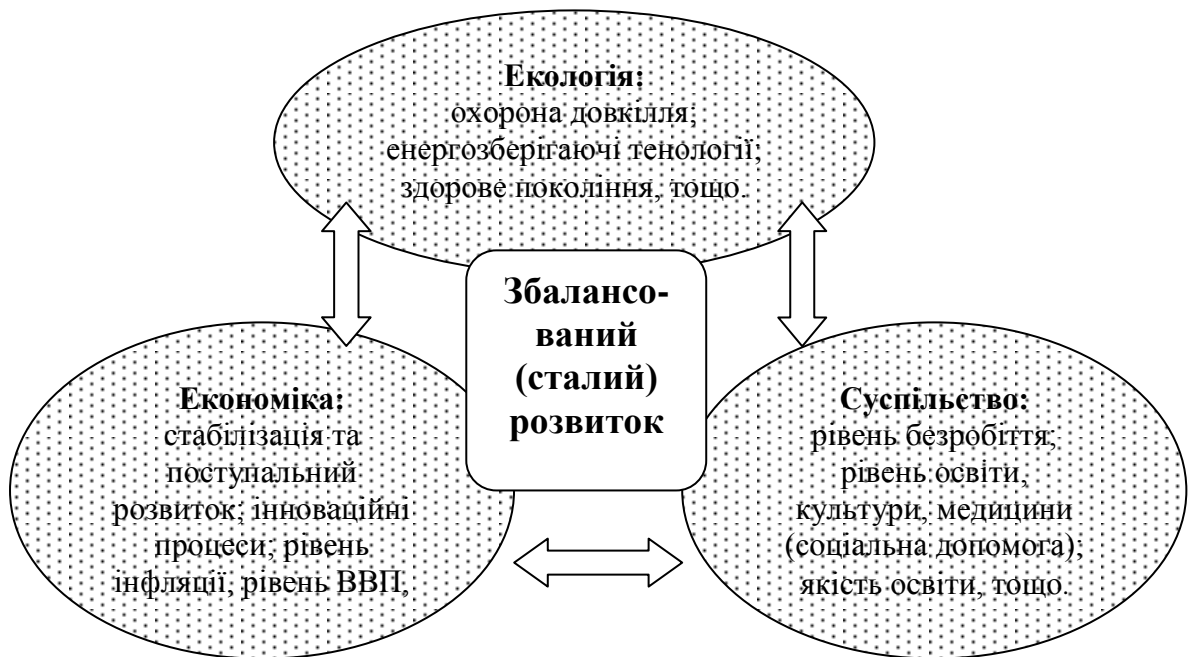 Екологія:
охорона довкілля;
енергозберігаючі тенології;
здорове покоління, тощо.
Збалансо-
ваний
(сталий)
розвиток
Економіка:
стабілізація та
поступальний
розвиток; інноваційні
процеси; рівень
інфляції, рівень ВВП,
Суспільство:
рівень безробіття;
рівень освіти,
культури, медицини
(соціальна допомога);
якість освіти, тощо.